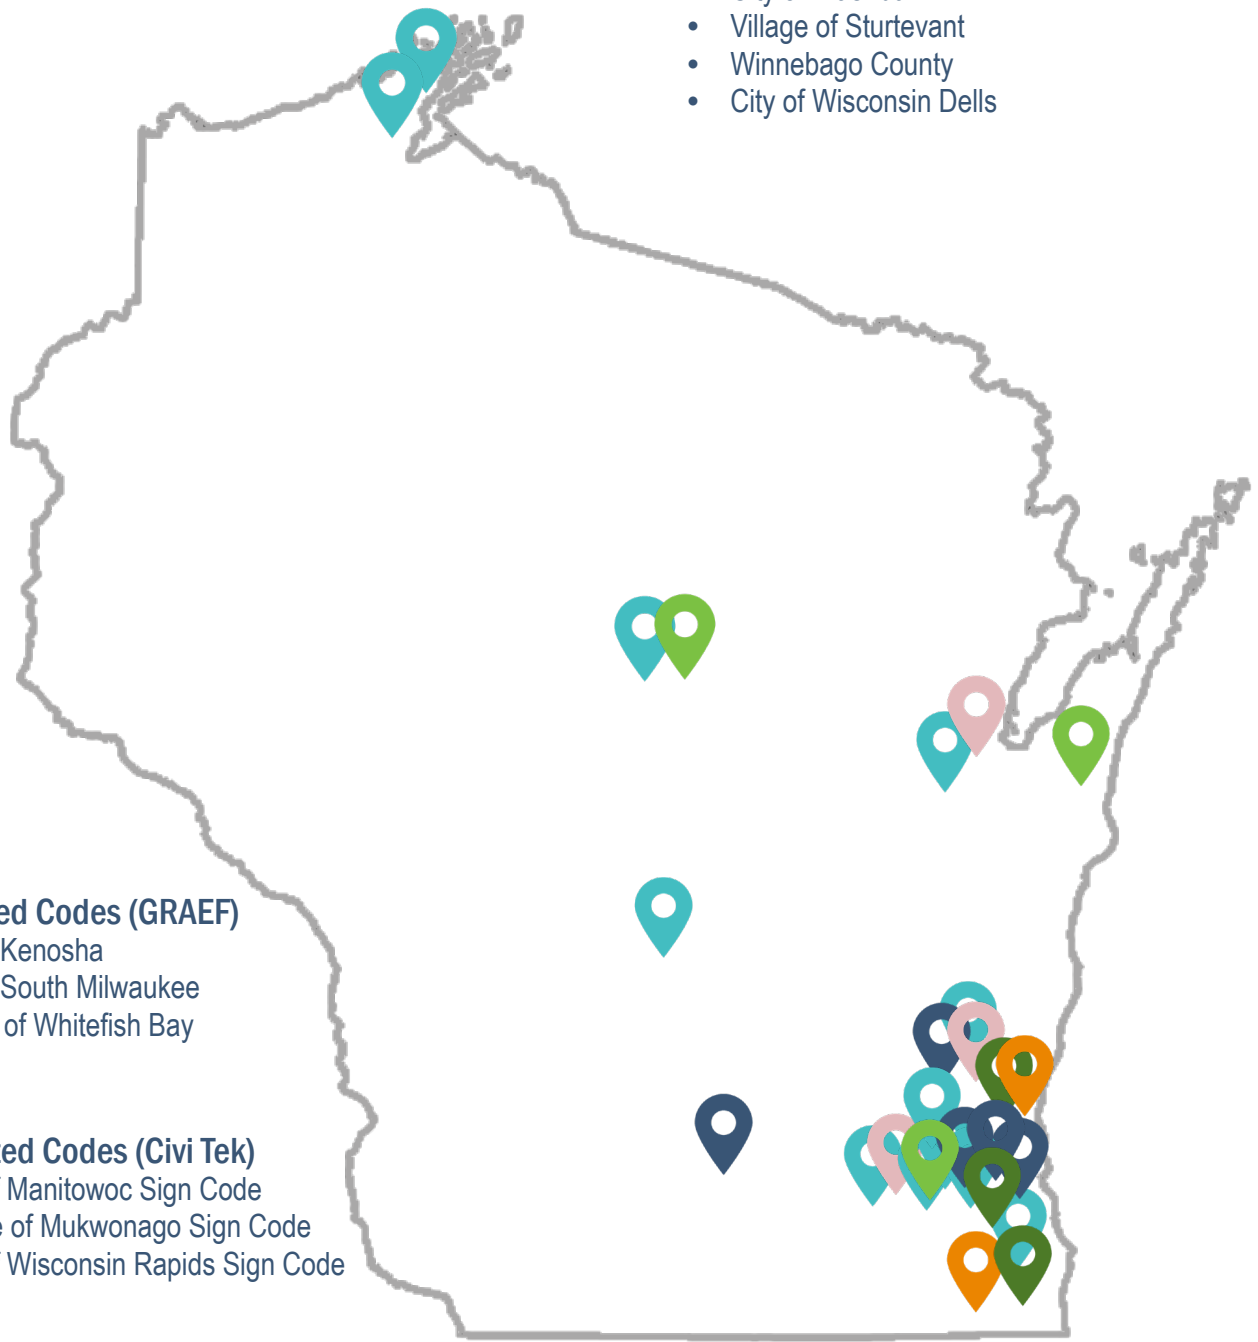 • Village of Sturtevant
• Winnebago County
• City of Wisconsin Dells
ed Codes (GRAEF)
Kenosha
South Milwaukee
of Whitefish Bay
ted Codes (Civi Tek)
Manitowoc Sign Code
of Mukwonago Sign Code
Wisconsin Rapids Sign Code